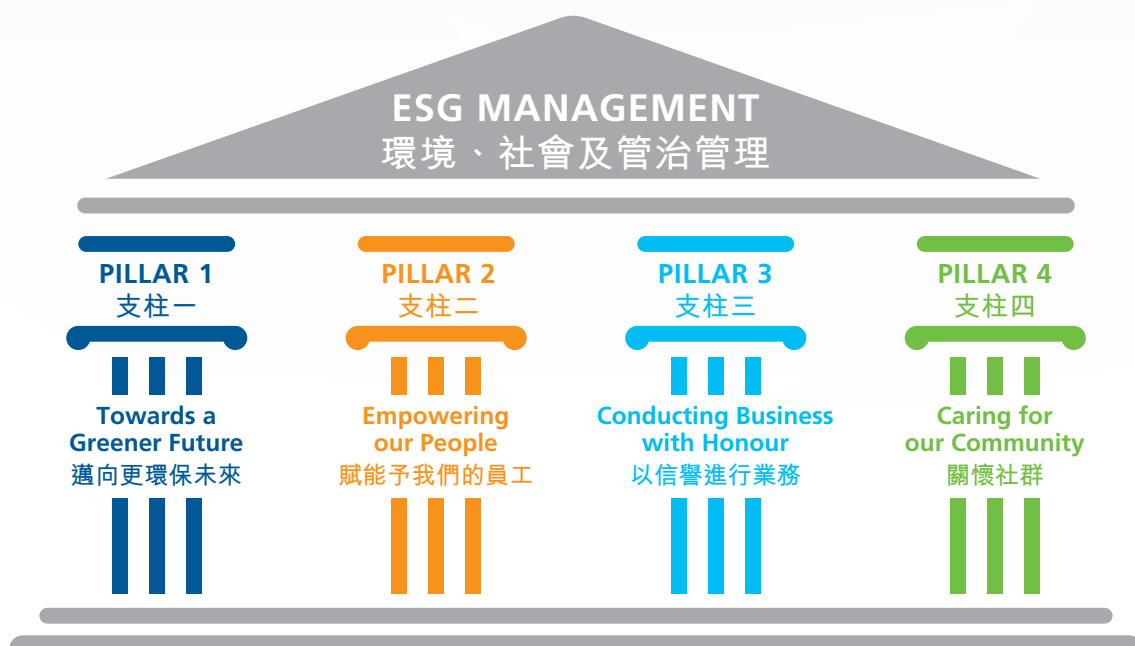 ESG MANAGEMENT
環境、社會及管治管理
PILLAR 1
支柱一
PILLAR 2
支柱二
PILLAR 3
支柱三
PILLAR 4
支柱四
Towards a
Greener Future
邁向更環保未來
Empowering
our People
賦能予我們的員工
Conducting Business
with Honour
以信譽進行業務
Caring for
our Community
關懷社群